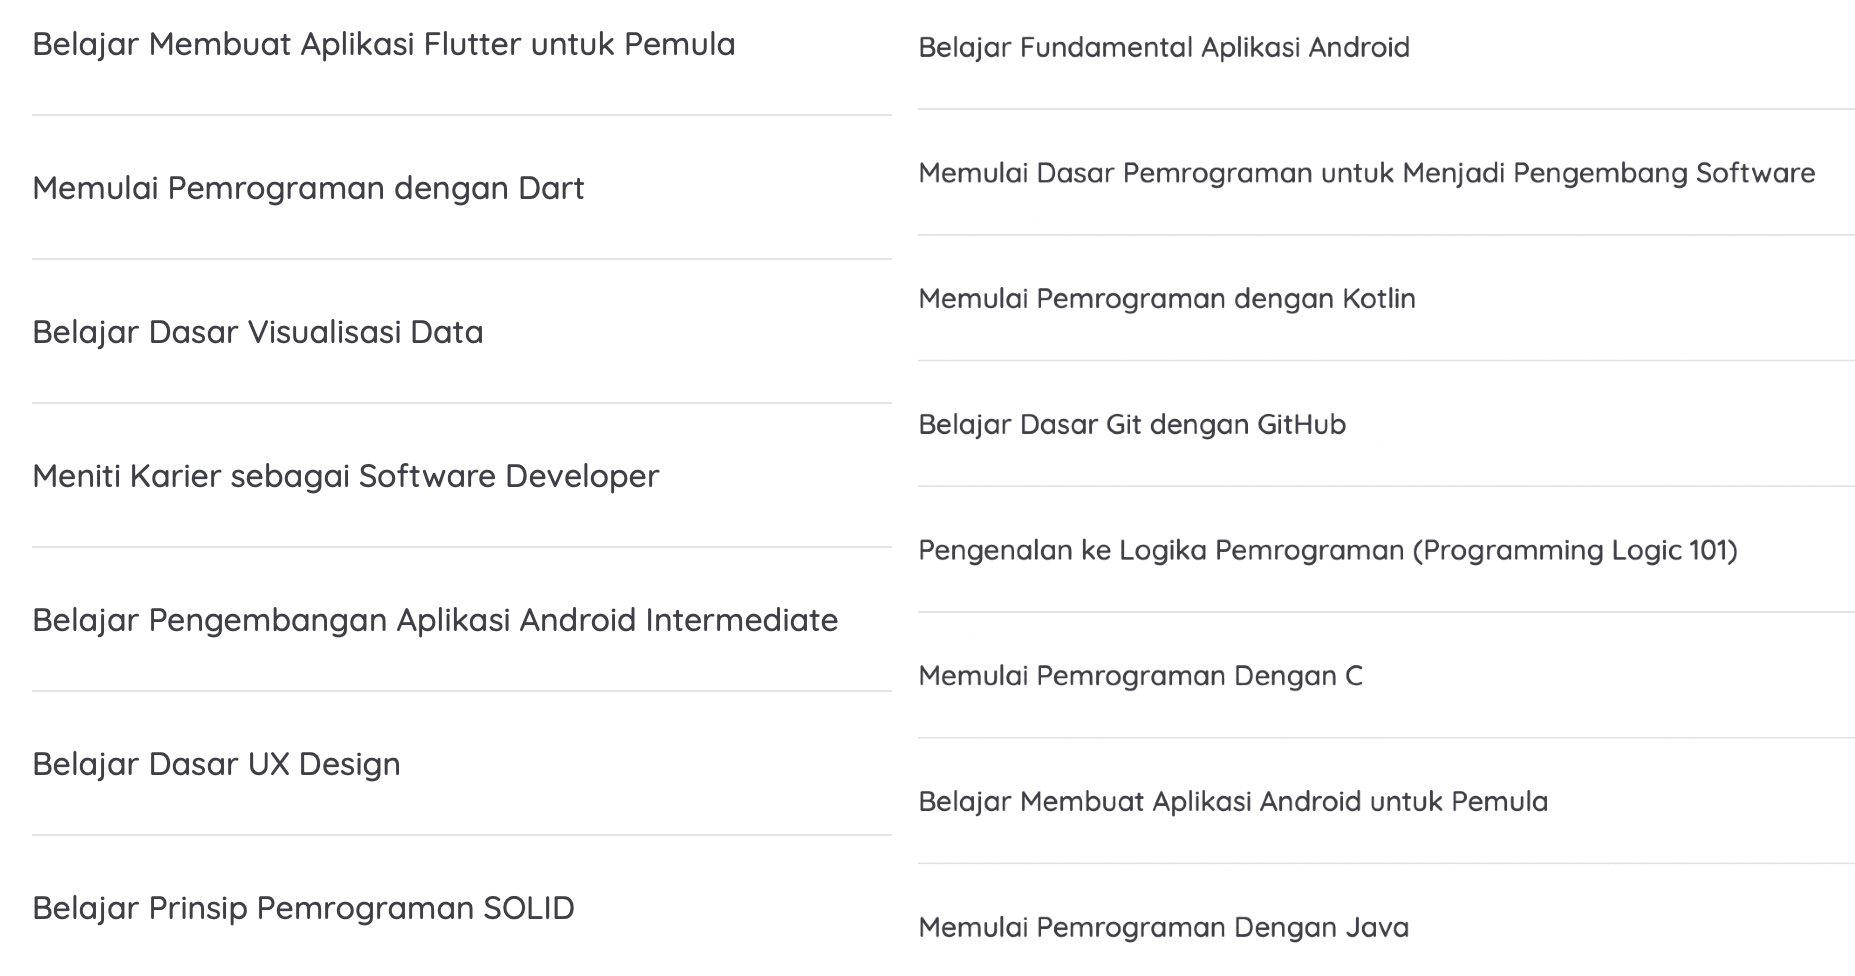 Belajar Membuat Aplikasi Flutter untuk Pemula
Memulai Pemrograman dengan Dart
Belajar Dasar Visualisasi Data
Meniti Karier sebagai Software Developer
Belajar Pengembangan Aplikasi Android Intermediate
Belajar Dasar UX Design
Belajar Prinsip Pemrograman SOLID
Belajar Fundamental Aplikasi Android
Memulai Dasar Pemrograman untuk Menjadi Pengembang Software
Memulai Pemrograman dengan Kotlin
Belajar Dasar Git dengan GitHub
Pengenalan ke Logika Pemrograman (Programming Logic 101)
Memulai Pemrograman Dengan C
Belajar Membuat Aplikasi Android untuk Pemula
Memulai Pemrograman Dengan Java